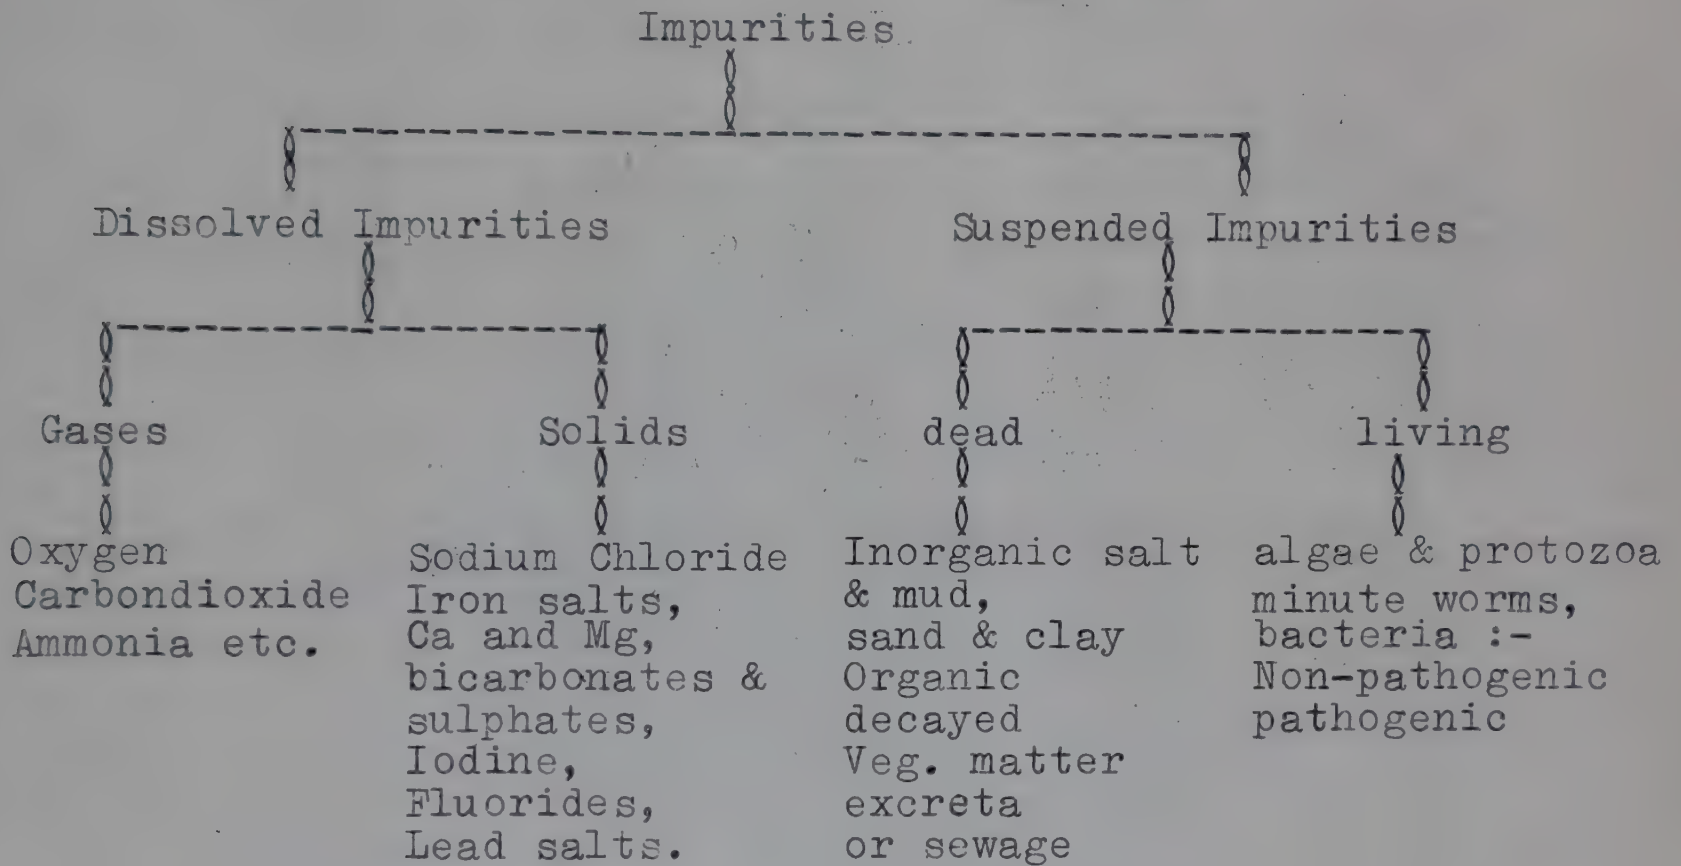 Impurities
Dissolved Impurities
Suspended Impurities
Gases
Solids
dead
living
Oxygen
Carbondioxide
Ammonia etc.
Sodium Chloride
Iron salts,
Ca and Mg,
bicarbonates &
sulphates,
Iodine,
Fluorides,
Lead salts.
Inorganic salt
& mud,
sand & clay
Organic
decayed
Veg. matter
excreta
or sewage
algae & protozoa
minute worms,
bacteria :-
Non-pathogenic
pathogenic